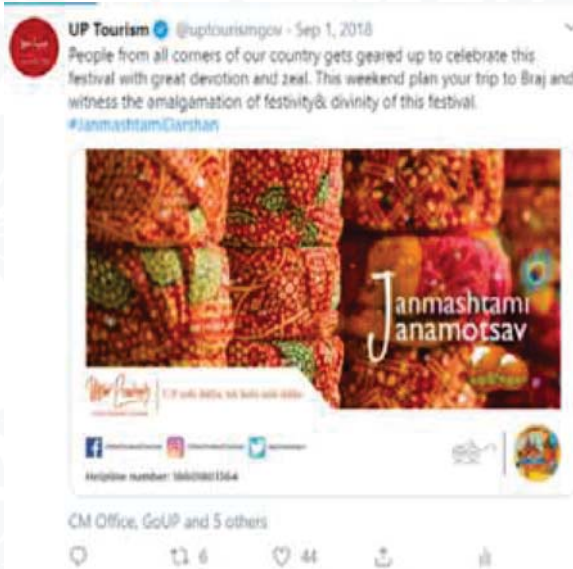 UP Tourism @uptourismgov - Sep 1, 2018
People from all corners of our country gets geared up to celebrate this
festival with great devotion and zeal. This weekend plan your trip to Braj and
witness the amalgamation of festivity& divinity of this festival.
#JanmashtamiDarshan
Janmashtami
Janamotsav
Uttar Pradesh
Helpline number:
CM Office, GoUP and 5 others
6
44